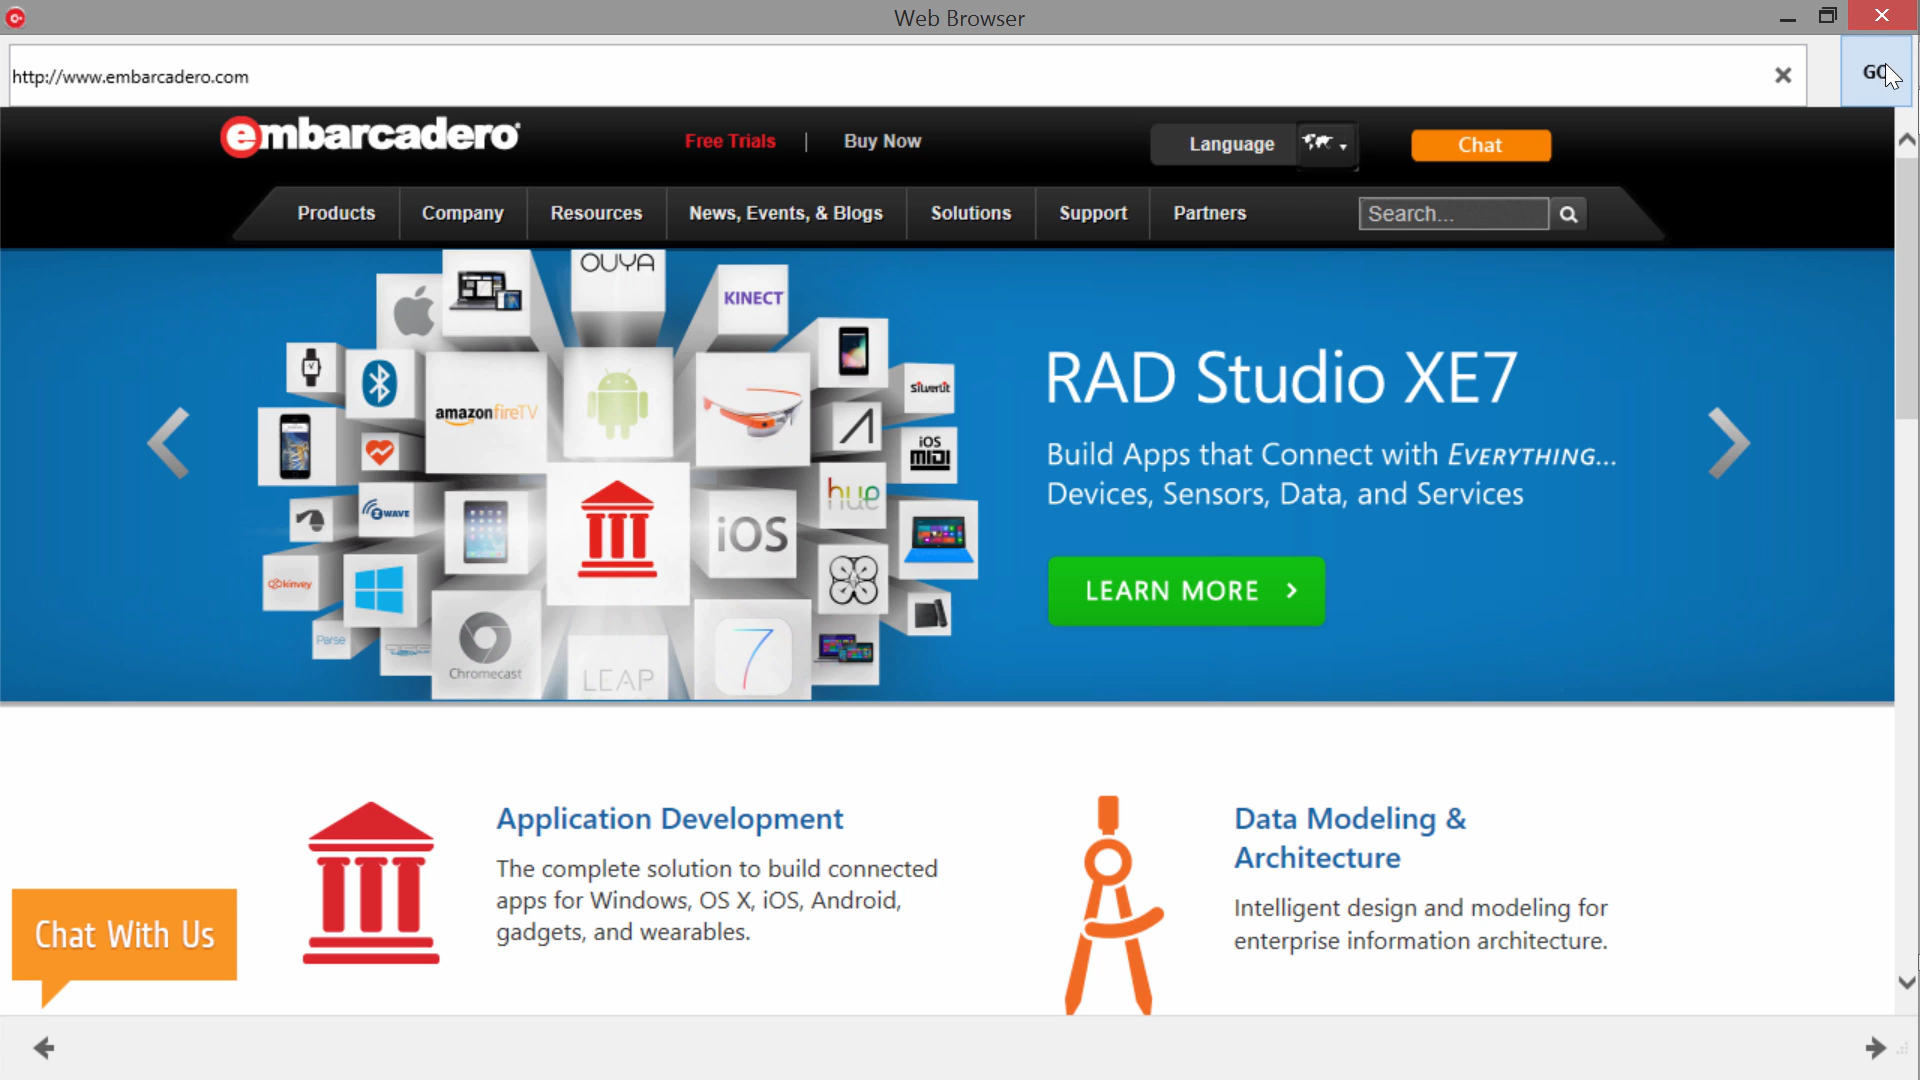 Web Browser
http://www.embarcadero.com
GO
embarcadero
Free Trials | Buy Now
Language
Chat
Products
Company
Resources
News, Events, & Blogs
Solutions
Support
Partners
Search...
OUYA
KINECT
amazon fireTV
Silverlit
iOS
MIDI
hue
Z WAVE
iOS
kinvey
Parse
Chromecast
LEAP
7
RAD Studio XE7
Build Apps that Connect with EVERYTHING...
Devices, Sensors, Data, and Services
LEARN MORE >
Application Development
The complete solution to build connected
apps for Windows, OS X, iOS, Android,
gadgets, and wearables.
Data Modeling &
Architecture
Intelligent design and modeling for
enterprise information architecture.
Chat With Us